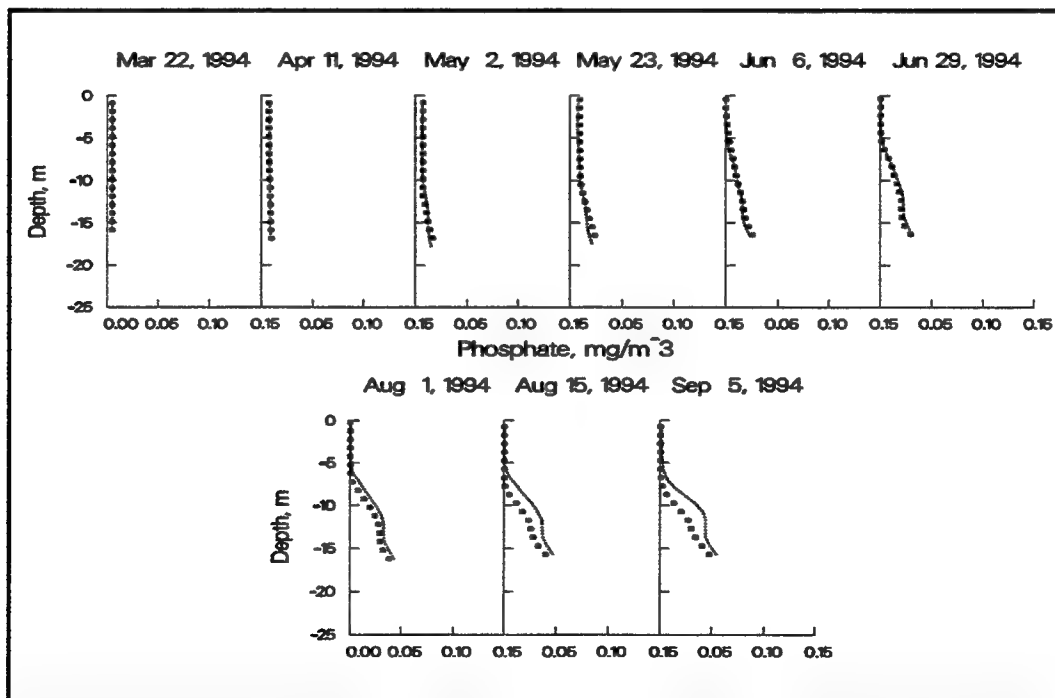 Mar 22, 1994 Apr 11, 1994 May 2, 1994 May 23, 1994 Jun 6, 1994 Jun 29, 1994
0
-5
-10
-15
-20
-25
Depth, m
0.00 0.05 0.10 0.15 0.05 0.10 0.15 0.05 0.10 0.15 0.05 0.10 0.15 0.05 0.10 0.15 0.05 0.10 0.15
Phosphate, mg/m^3
Aug 1, 1994 Aug 15, 1994 Sep 5, 1994
0
-5
-10
-15
-20
-25
Depth, m
0.00 0.05 0.10 0.15 0.05 0.10 0.15 0.05 0.10 0.15